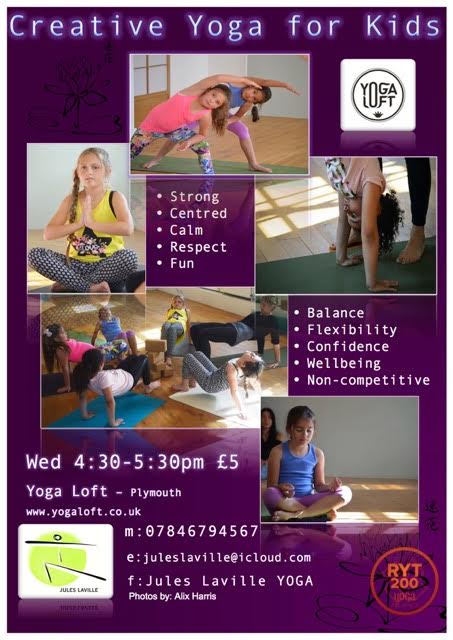 Creative Yoga for Kids
YOGA
LOFT
• Strong
• Centred
• Calm
• Respect
• Fun
• Balance
• Flexibility
• Confidence
• Wellbeing
• Non-competitive
Wed 4:30-5:30pm £5
Yoga Loft – Plymouth
www.yogaloft.co.uk
m:07846794567
e:juleslaville@icloud.com
f:Jules Laville YOGA
Photos by: Alix Harris
JULES LAVILLE
RYT
200
yoga